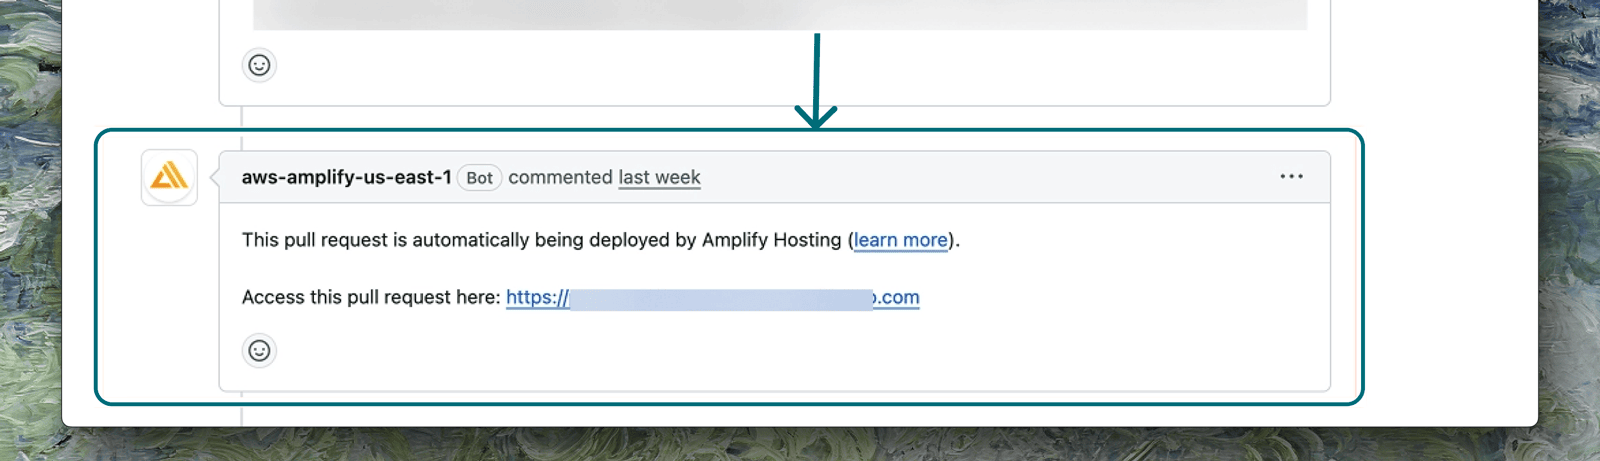 aws-amplify-us-east-1 Bot commented last week
This pull request is automatically being deployed by Amplify Hosting (learn more).
Access this pull request here: https:// .com